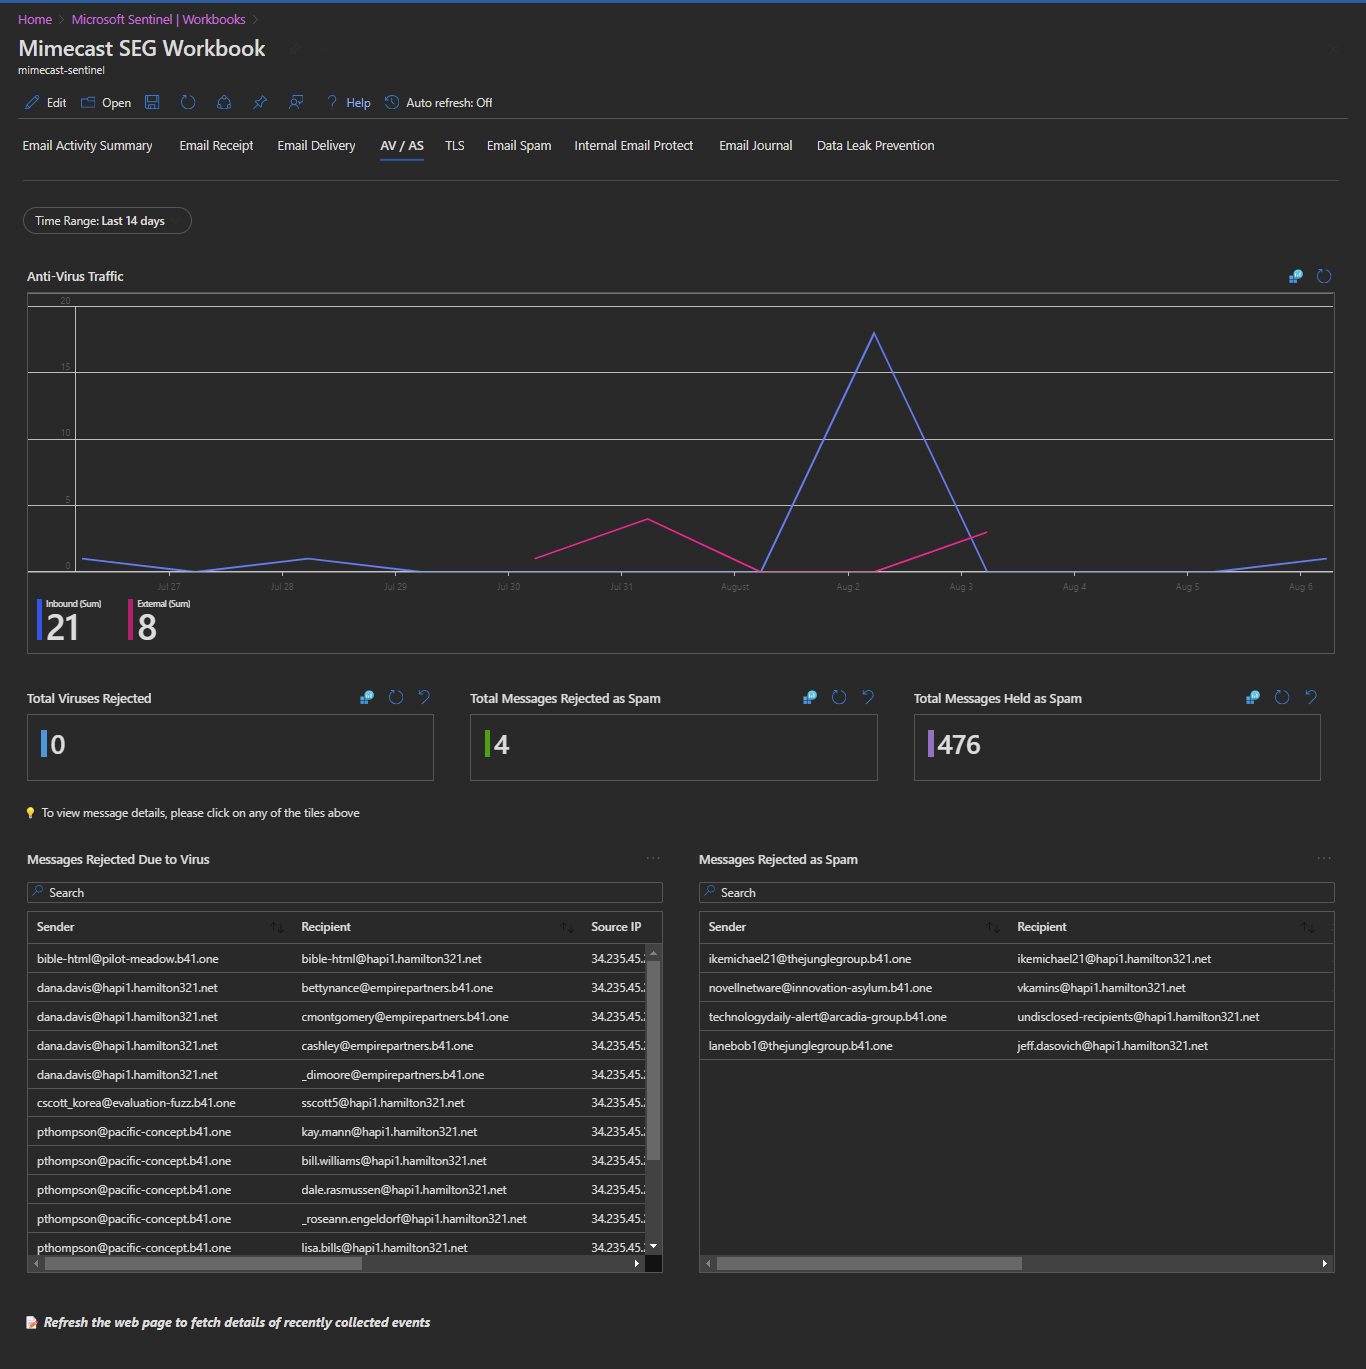 Home > Microsoft Sentinel | Workbooks >
Mimecast SEG Workbook
mimecast-sentinel
Edit Open Help Auto refresh: Off
Email Activity Summary Email Receipt Email Delivery AV / AS TLS Email Spam Internal Email Protect Email Journal Data Leak Prevention
Time Range: Last 14 days
Anti-Virus Traffic
20
15
10
5
0
Jul 27 Jul 28 Jul 29 Jul 30 Jul 31 August Aug 2 Aug 3 Aug 4 Aug 5 Aug 6
Inbound (Sum) External (Sum)
21 8
Total Viruses Rejected Total Messages Rejected as Spam Total Messages Held as Spam
0 4 476
To view message details, please click on any of the tiles above
Messages Rejected Due to Virus
Search
Sender Recipient Source IP
bible-html@pilot-meadow.b41.one bible-html@hapi1.hamilton321.net 34.235.45.
dana.davis@hapi1.hamilton321.net bettynance@empirepartners.b41.one 34.235.45.
dana.davis@hapi1.hamilton321.net cmontgomery@empirepartners.b41.one 34.235.45.
dana.davis@hapi1.hamilton321.net cashley@empirepartners.b41.one 34.235.45.
dana.davis@hapi1.hamilton321.net _dimoore@empirepartners.b41.one 34.235.45.
cscott_korea@evaluation-fuzz.b41.one sscott5@hapi1.hamilton321.net 34.235.45.
pthompson@pacific-concept.b41.one kay.mann@hapi1.hamilton321.net 34.235.45.
pthompson@pacific-concept.b41.one bill.williams@hapi1.hamilton321.net 34.235.45.
pthompson@pacific-concept.b41.one dale.rasmussen@hapi1.hamilton321.net 34.235.45.
pthompson@pacific-concept.b41.one _roseann.engeldorf@hapi1.hamilton321.net 34.235.45.
pthompson@pacific-concept.b41.one lisa.bills@hapi1.hamilton321.net 34.235.45.
Messages Rejected as Spam
Search
Sender Recipient
ikemichael21@thejunglegroup.b41.one ikemichael21@hapi1.hamilton321.net
novellnetware@innovation-asylum.b41.one vkamins@hapi1.hamilton321.net
technologydaily-alert@arcadia-group.b41.one undisclosed-recipients@hapi1.hamilton321.net
lanebob1@thejunglegroup.b41.one jeff.dasovich@hapi1.hamilton321.net
Refresh the web page to fetch details of recently collected events